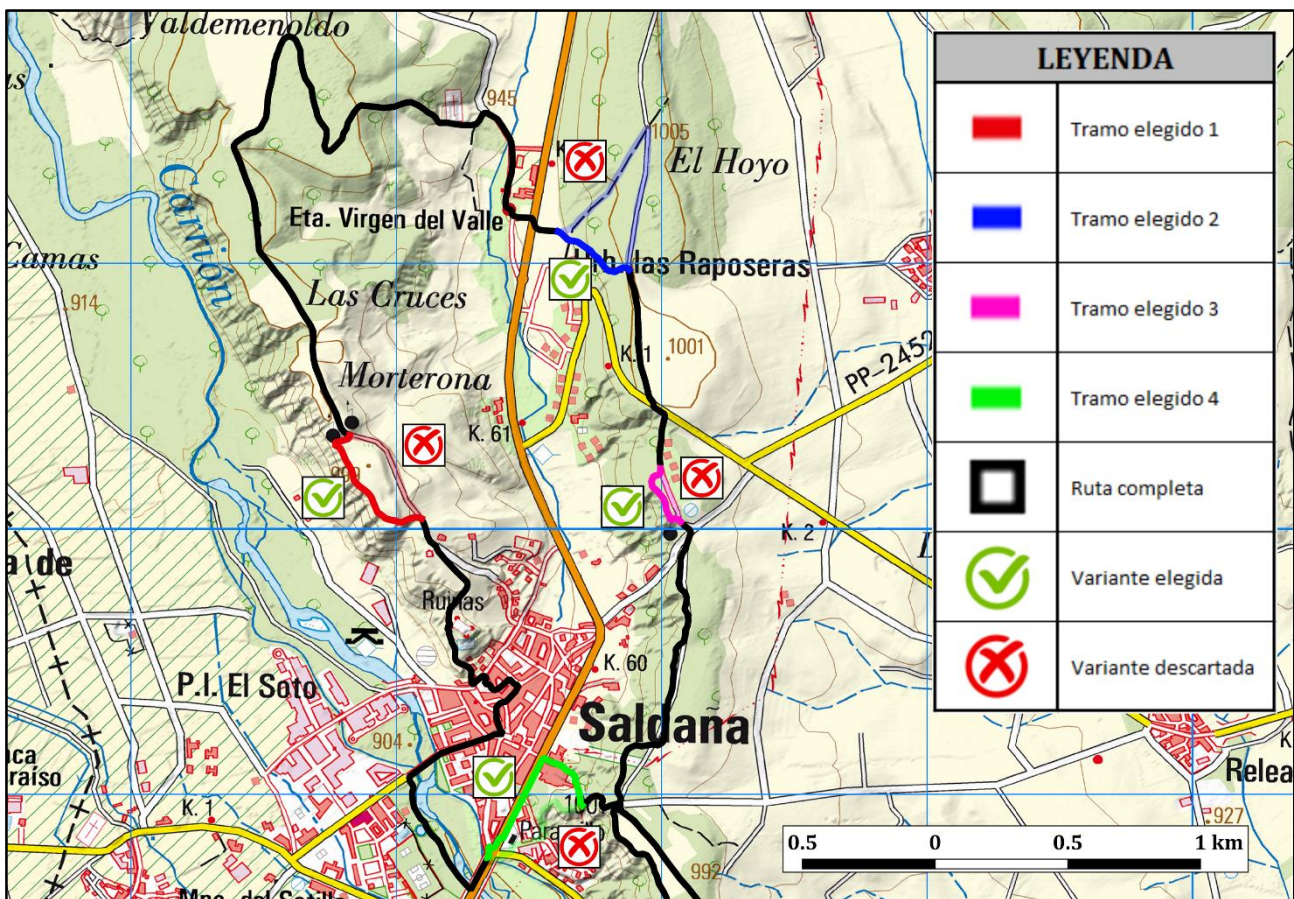 Valdemenoldo
945
1005
El Hoyo
Carrión
Eta. Virgen del Valle
las Raposeras
Camas
914
Las Cruces
K. 1
1001
PP-2452
Morterona
K. 61
K. 2
a de
Ruinas
K. 60
P.I. El Soto
Saldaña
904
aca
araíso
K. 1
K
Relea
927
992
0.5
0
0.5
1 km
LEYENDA
Tramo elegido 1
Tramo elegido 2
Tramo elegido 3
Tramo elegido 4
Ruta completa
Variante elegida
Variante descartada